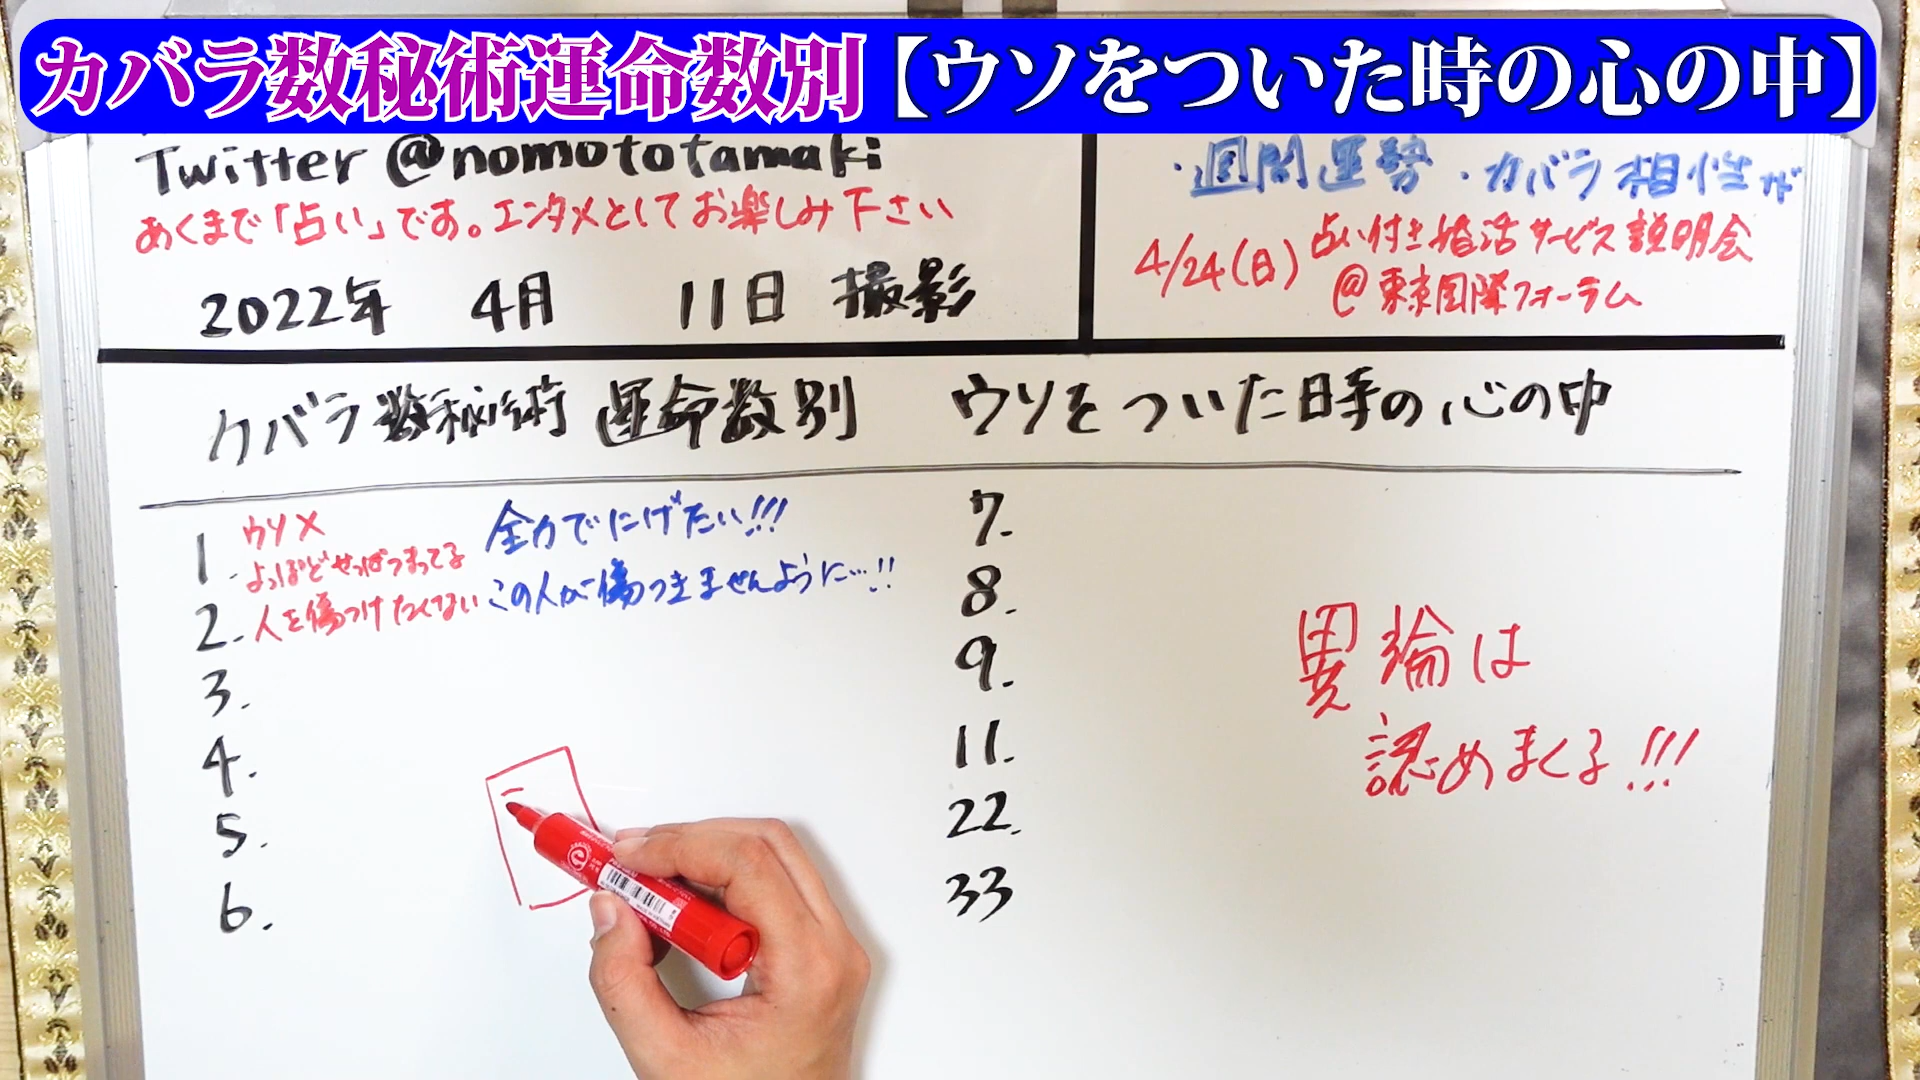 カバラ数秘術運命数別【ウソをついた時の心の中】
Twitter @nomototamaki
あくまで「占い」です。エンタメとしてお楽しみ下さい
2022年 4月 11日 撮影
・週間運勢 ・カバラ相性が
4/24(日) 占い付き婚活サービス説明会
@東京国際フォーラム
カバラ数秘術 運命数別 ウソをついた時の心の中
1. ウソ× 全力でにげたい!!!
よっぽどせっぱつまってる
2. 人を傷つけたくない この人が傷つきませんように…!!
3.
4.
5.
6.
7.
8.
9.
11.
22.
33
異論は
認めまくる!!!